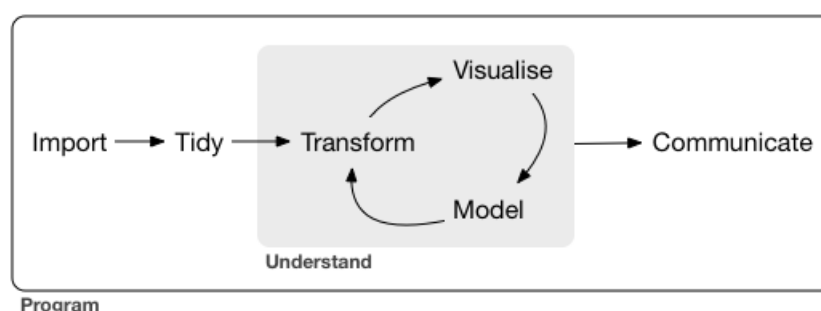 Visualise
Import
Tidy
Transform
Communicate
Model
Understand
Program